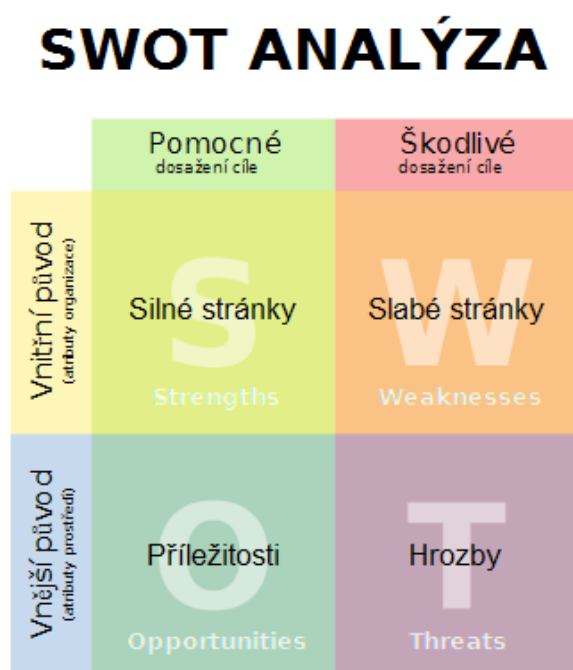 SWOT ANALÝZA
Pomocné
dosažení cíle
Škodlivé
dosažení cíle
Vnitřní původ
(atributy organizace)
S
Silné stránky
Strengths
W
Slabé stránky
Weaknesses
Vnější původ
(atributy prostředí)
O
Příležitosti
Opportunities
T
Hrozby
Threats